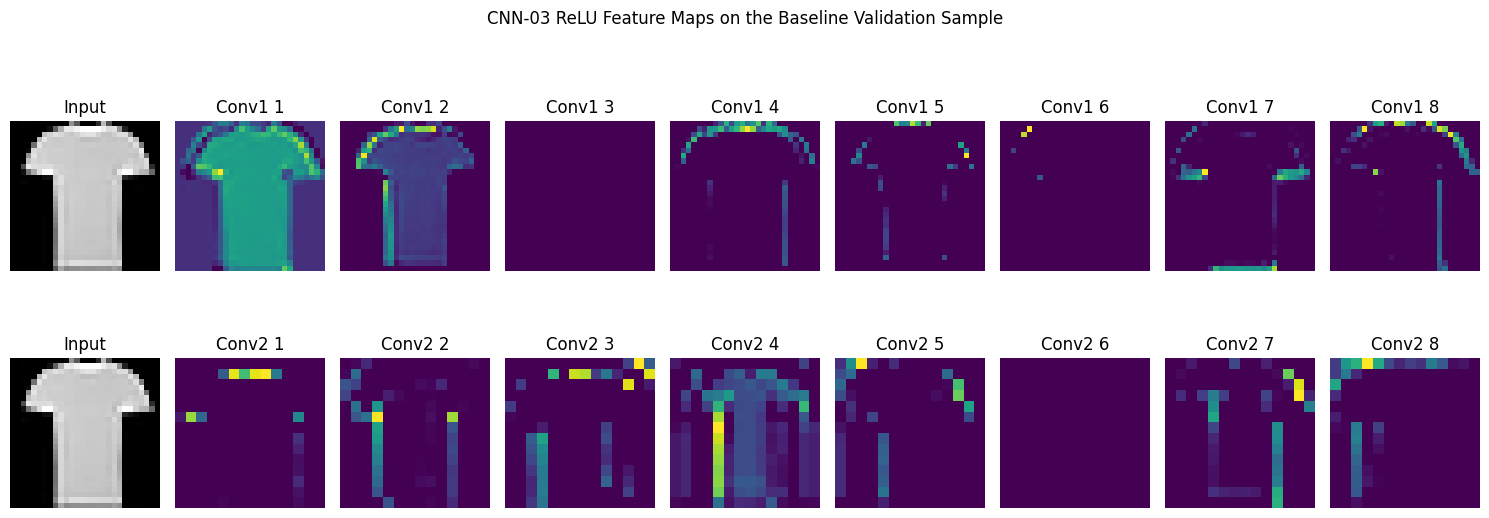 CNN-03 ReLU Feature Maps on the Baseline Validation Sample
Input Conv1 1 Conv1 2 Conv1 3 Conv1 4 Conv1 5 Conv1 6 Conv1 7 Conv1 8
Input Conv2 1 Conv2 2 Conv2 3 Conv2 4 Conv2 5 Conv2 6 Conv2 7 Conv2 8